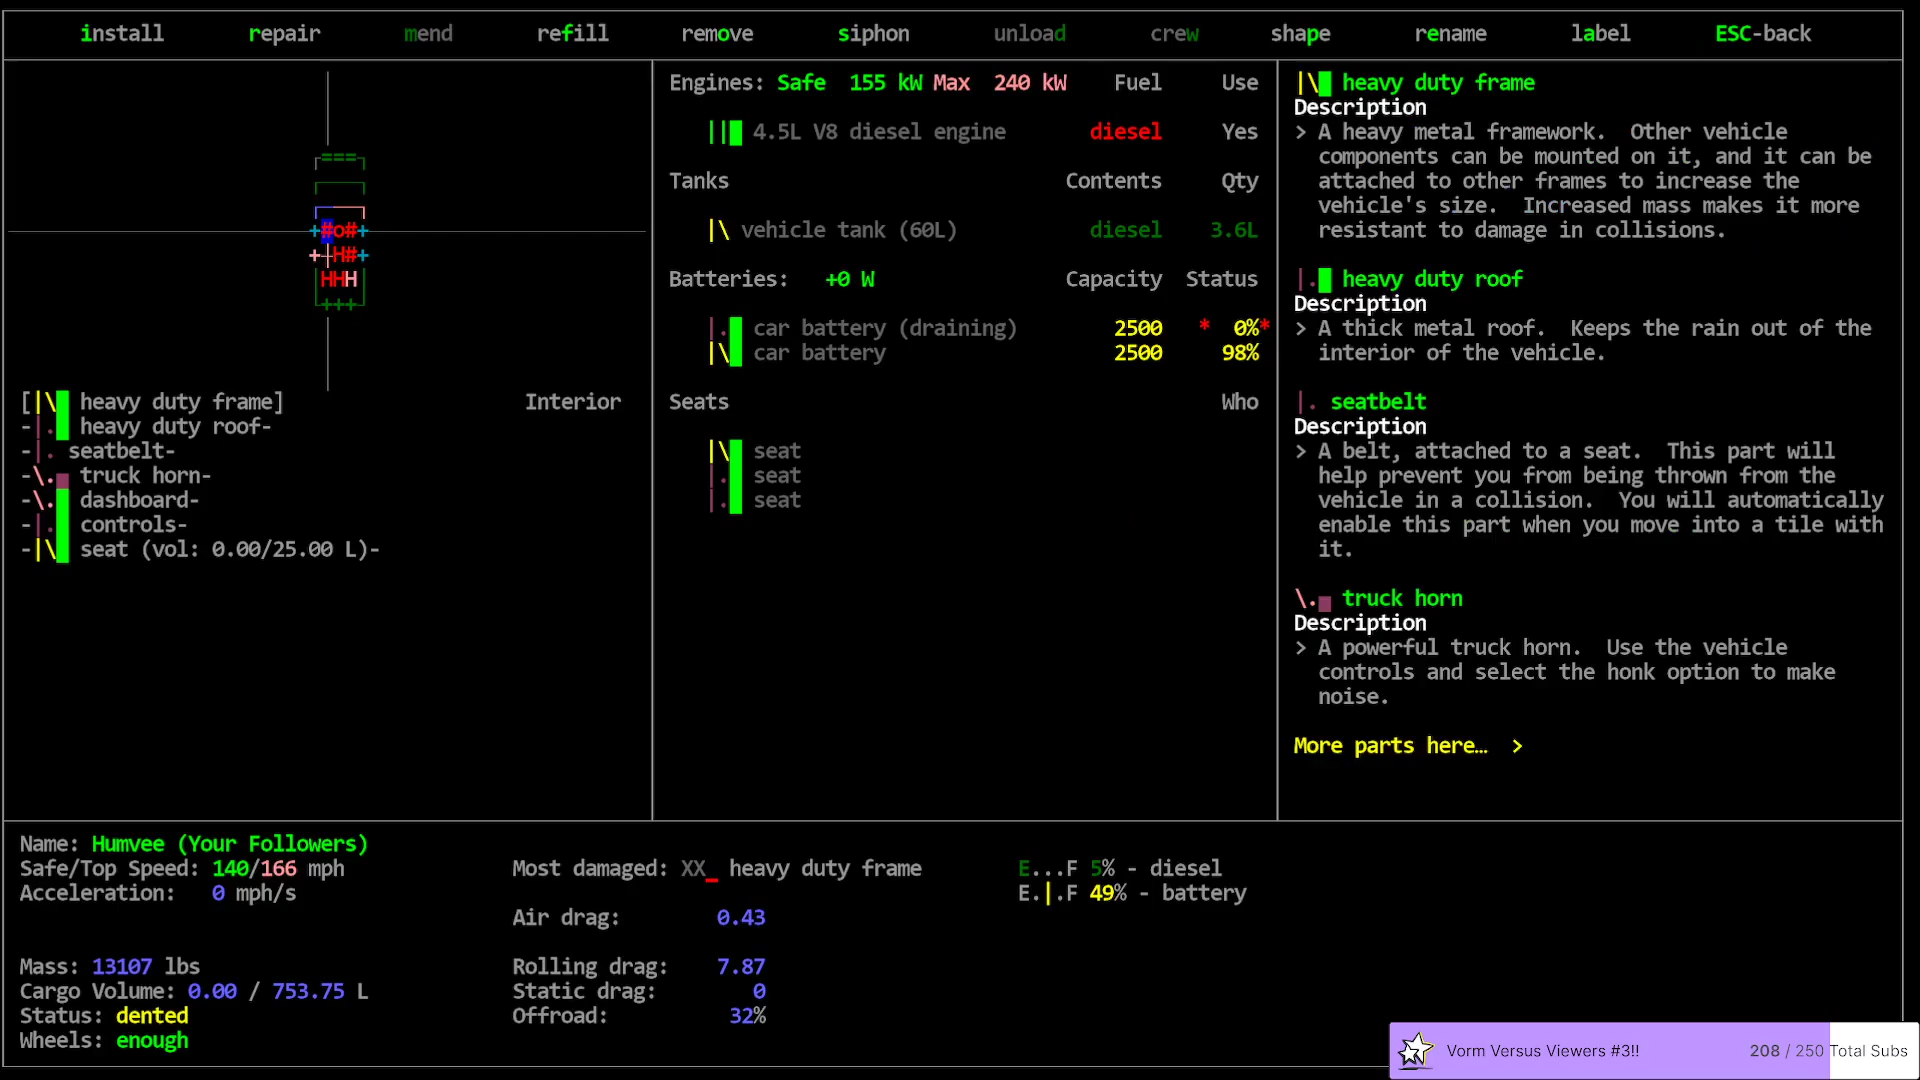 install repair mend refill remove siphon unload crew shape rename label ESC-back
[|\ heavy duty frame] Interior
-|. heavy duty roof-
-|. seatbelt-
-\. truck horn-
-\. dashboard-
-|. controls-
-|\ seat (vol: 0.00/25.00 L)-
Engines: Safe 155 kW Max 240 kW Fuel Use
|| 4.5L V8 diesel engine diesel Yes
Tanks Contents Qty
|\ vehicle tank (60L) diesel 3.6L
Batteries: +0 W Capacity Status
|. car battery (draining) 2500 * 0%*
|\ car battery 2500 98%
Seats Who
|\ seat
|. seat
|. seat
|\ heavy duty frame
Description
> A heavy metal framework. Other vehicle
components can be mounted on it, and it can be
attached to other frames to increase the
vehicle's size. Increased mass makes it more
resistant to damage in collisions.
|. heavy duty roof
Description
> A thick metal roof. Keeps the rain out of the
interior of the vehicle.
|. seatbelt
Description
> A belt, attached to a seat. This part will
help prevent you from being thrown from the
vehicle in a collision. You will automatically
enable this part when you move into a tile with
it.
\. truck horn
Description
> A powerful truck horn. Use the vehicle
controls and select the honk option to make
noise.
More parts here… >
Name: Humvee (Your Followers)
Safe/Top Speed: 140/166 mph
Acceleration: 0 mph/s
Mass: 13107 lbs
Cargo Volume: 0.00 / 753.75 L
Status: dented
Wheels: enough
Most damaged: XX_ heavy duty frame
Air drag: 0.43
Rolling drag: 7.87
Static drag: 0
Offroad: 32%
E...F 5% - diesel
E.|.F 49% - battery
Vorm Versus Viewers #3!! 208 / 250 Total Subs